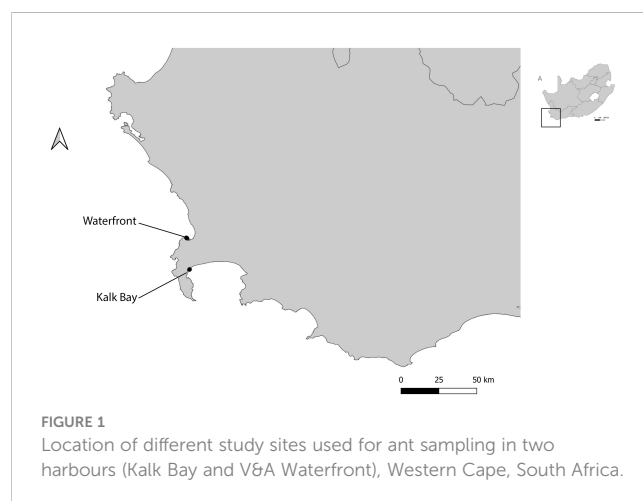 A
Waterfront
Kalk Bay
0 25 50 km
FIGURE 1
Location of different study sites used for ant sampling in two
harbours (Kalk Bay and V&A Waterfront), Western Cape, South Africa.